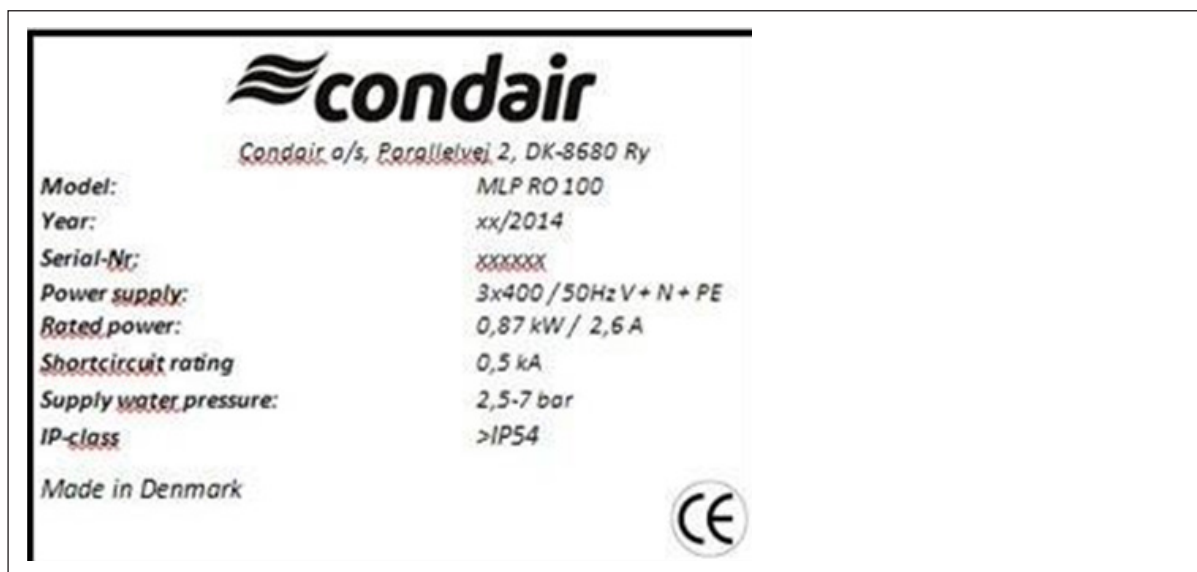 condair
Condair a/s, Parallelvej 2, DK-8680 Ry
Model: MLP RO 100
Year: xx/2014
Serial-Nr: xxxxxx
Power supply: 3x400 / 50Hz V + N + PE
Rated power: 0,87 kW / 2,6 A
Shortcircuit rating 0,5 kA
Supply water pressure: 2,5-7 bar
IP-class >IP54
Made in Denmark
CE